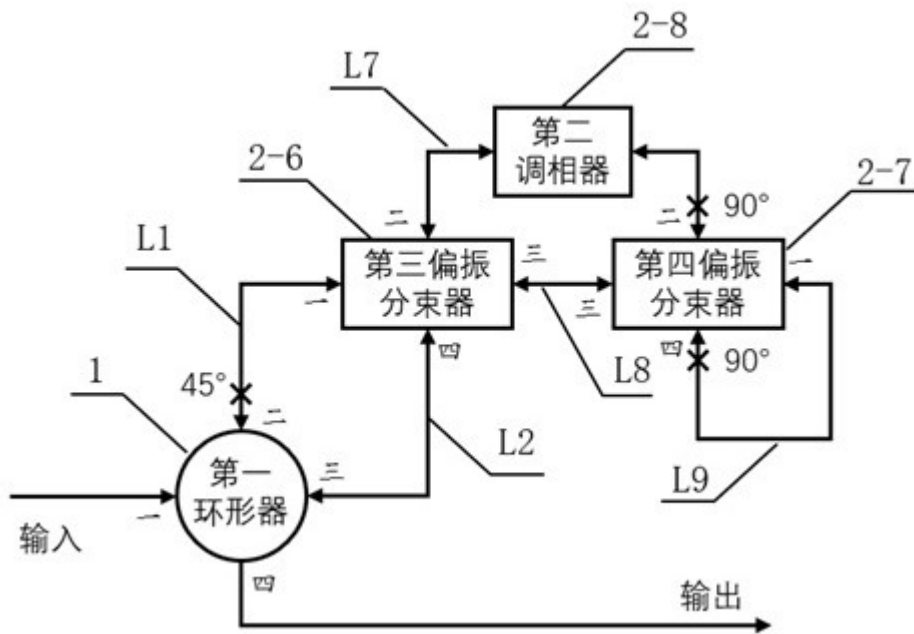 2-8
L7
第二
调相器
2-6
2-7
二
二
90°
L1
第三偏振
分束器
三
第四偏振
分束器
一
一
三
四
四
90°
L8
1
45°
二
L2
第一
环形器
三
L9
一
输入
四
输出